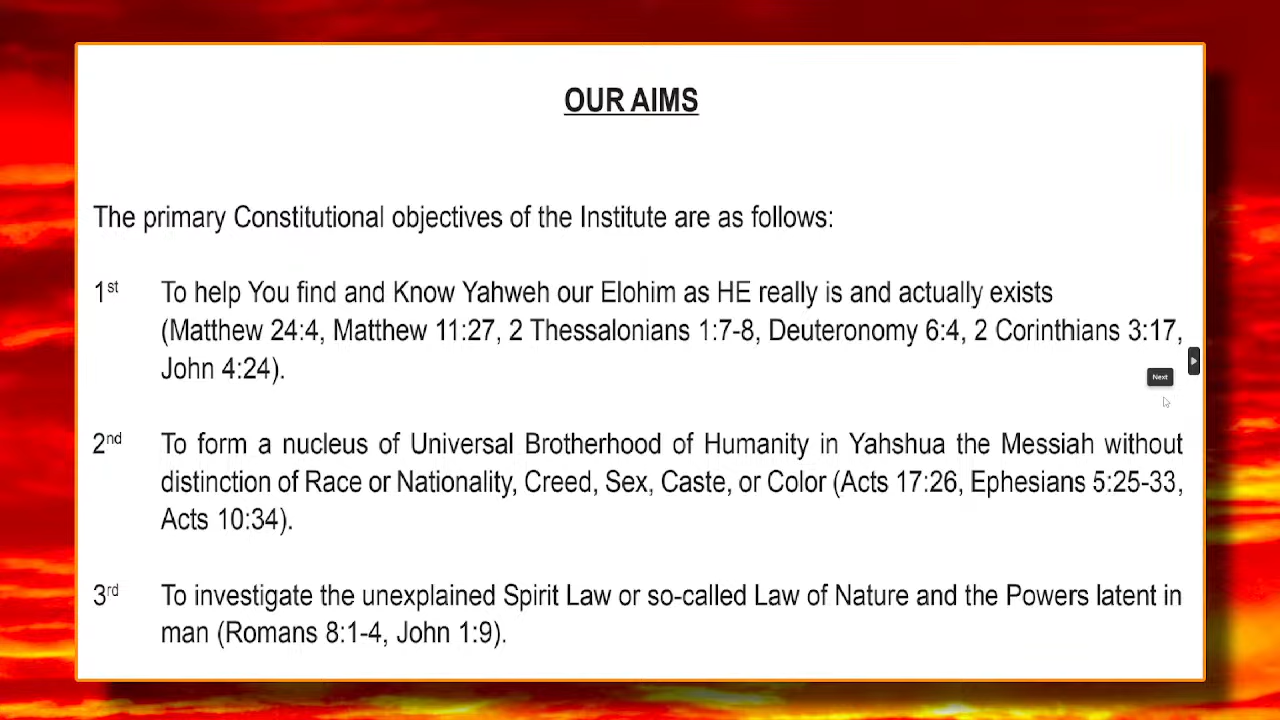 OUR AIMS
The primary Constitutional objectives of the Institute are as follows:
1st To help You find and Know Yahweh our Elohim as HE really is and actually exists
(Matthew 24:4, Matthew 11:27, 2 Thessalonians 1:7-8, Deuteronomy 6:4, 2 Corinthians 3:17,
John 4:24).
Next
2nd To form a nucleus of Universal Brotherhood of Humanity in Yahshua the Messiah without
distinction of Race or Nationality, Creed, Sex, Caste, or Color (Acts 17:26, Ephesians 5:25-33,
Acts 10:34).
3rd To investigate the unexplained Spirit Law or so-called Law of Nature and the Powers latent in
man (Romans 8:1-4, John 1:9).